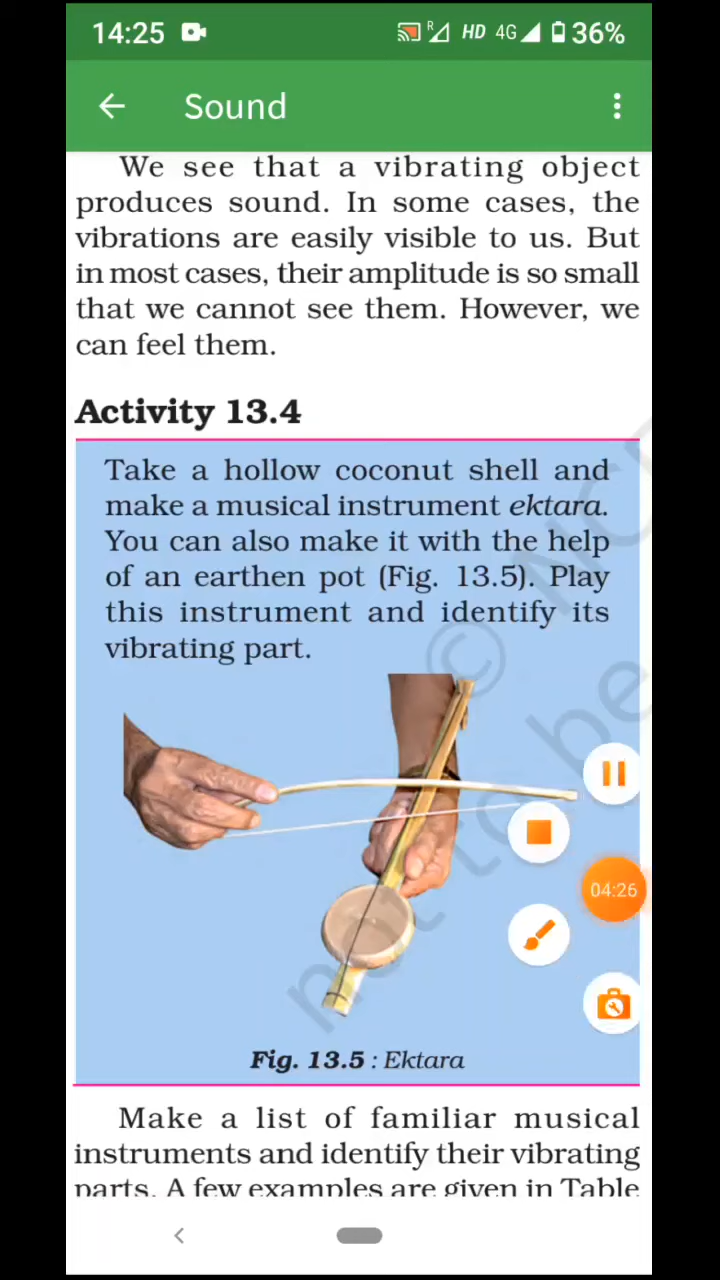 14:25 R HD 4G 36%
Sound
We see that a vibrating object
produces sound. In some cases, the
vibrations are easily visible to us. But
in most cases, their amplitude is so small
that we cannot see them. However, we
can feel them.
Activity 13.4
Take a hollow coconut shell and
make a musical instrument ektara.
You can also make it with the help
of an earthen pot (Fig. 13.5). Play
this instrument and identify its
vibrating part.
© NC
not to be
04:26
Fig. 13.5 : Ektara
Make a list of familiar musical
instruments and identify their vibrating
parts. A few examples are given in Table